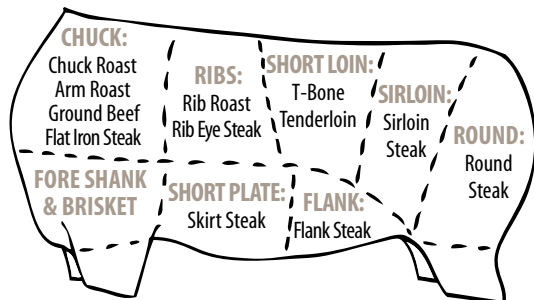 CHUCK:
Chuck Roast
Arm Roast
Ground Beef
Flat Iron Steak
RIBS:
Rib Roast
Rib Eye Steak
SHORT LOIN:
T-Bone
Tenderloin
SIRLOIN:
Sirloin
Steak
ROUND:
Round
Steak
FORE SHANK
& BRISKET
SHORT PLATE:
Skirt Steak
FLANK:
Flank Steak